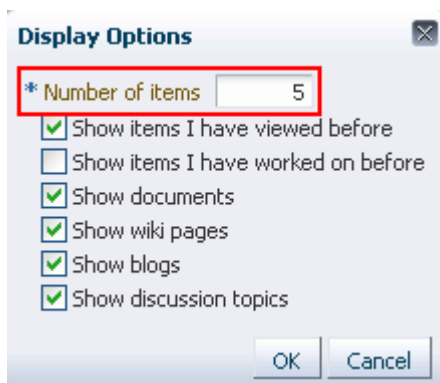 Display Options
* Number of items 5
Show items I have viewed before
Show items I have worked on before
Show documents
Show wiki pages
Show blogs
Show discussion topics
OK Cancel